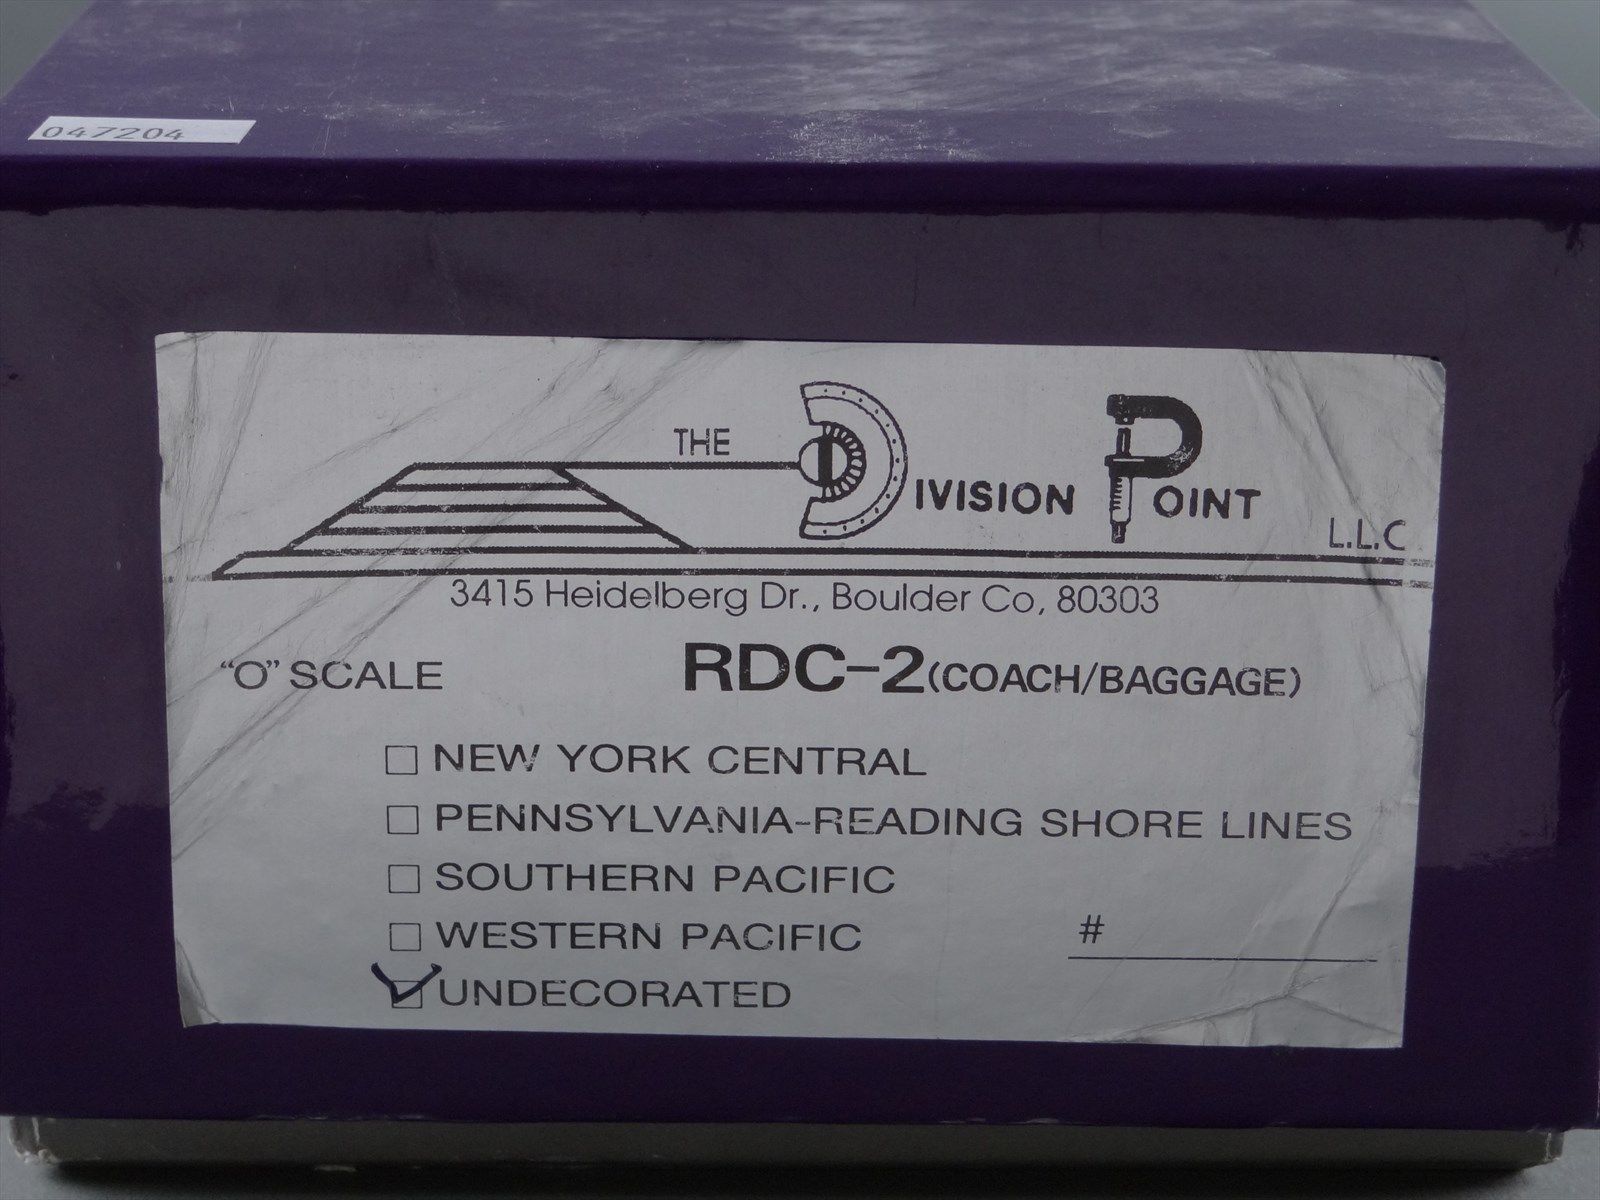 047204
THE DIVISION POINT L.L.C
3415 Heidelberg Dr., Boulder Co, 80303
"O" SCALE RDC-2 (COACH/BAGGAGE)
NEW YORK CENTRAL
PENNSYLVANIA-READING SHORE LINES
SOUTHERN PACIFIC
WESTERN PACIFIC #
UNDECORATED